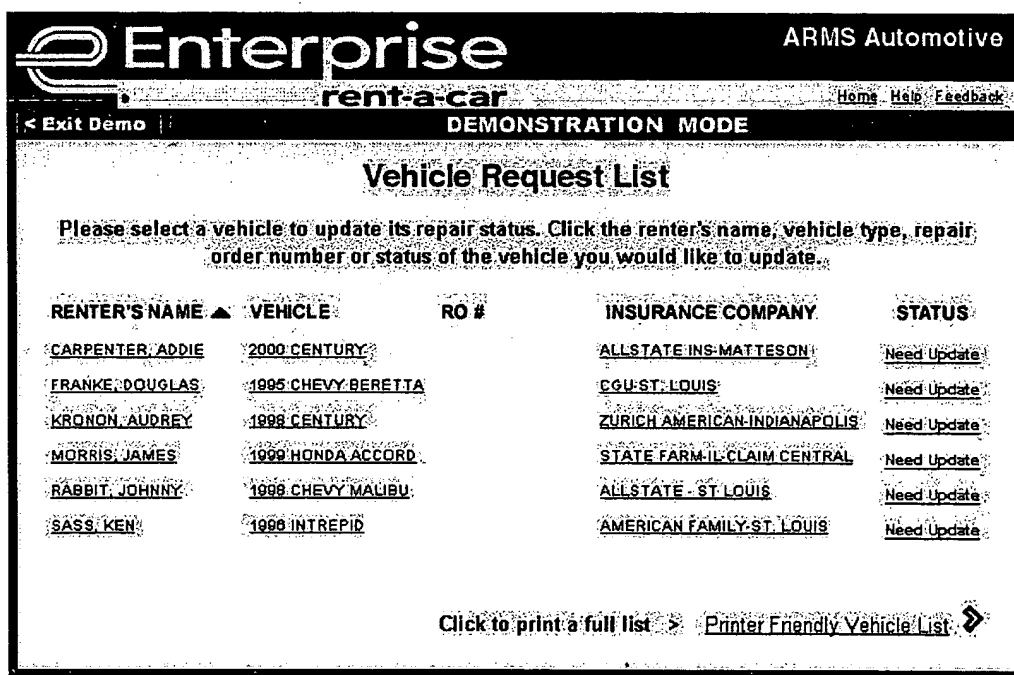 Enterprise
rent-a-car
ARMS Automotive
Home Help Feedback
< Exit Demo
DEMONSTRATION MODE
Vehicle Request List
Please select a vehicle to update its repair status. Click the renter's name, vehicle type, repair
order number or status of the vehicle you would like to update.
RENTER'S NAME ▲ VEHICLE RO # INSURANCE COMPANY STATUS
CARPENTER, ADDIE 2000 CENTURY ALLSTATE INS-MATTESON Need Update
FRANKE, DOUGLAS 1995 CHEVY BERETTA CGU-ST. LOUIS Need Update
KRONON, AUDREY 1998 CENTURY ZURICH AMERICAN-INDIANAPOLIS Need Update
MORRIS, JAMES 1999 HONDA ACCORD STATE FARM-IL-CLAIM CENTRAL Need Update
RABBIT, JOHNNY 1998 CHEVY MALIBU ALLSTATE - ST LOUIS Need Update
SASS, KEN 1996 INTREPID AMERICAN FAMILY-ST. LOUIS Need Update
Click to print a full list > Printer Friendly Vehicle List